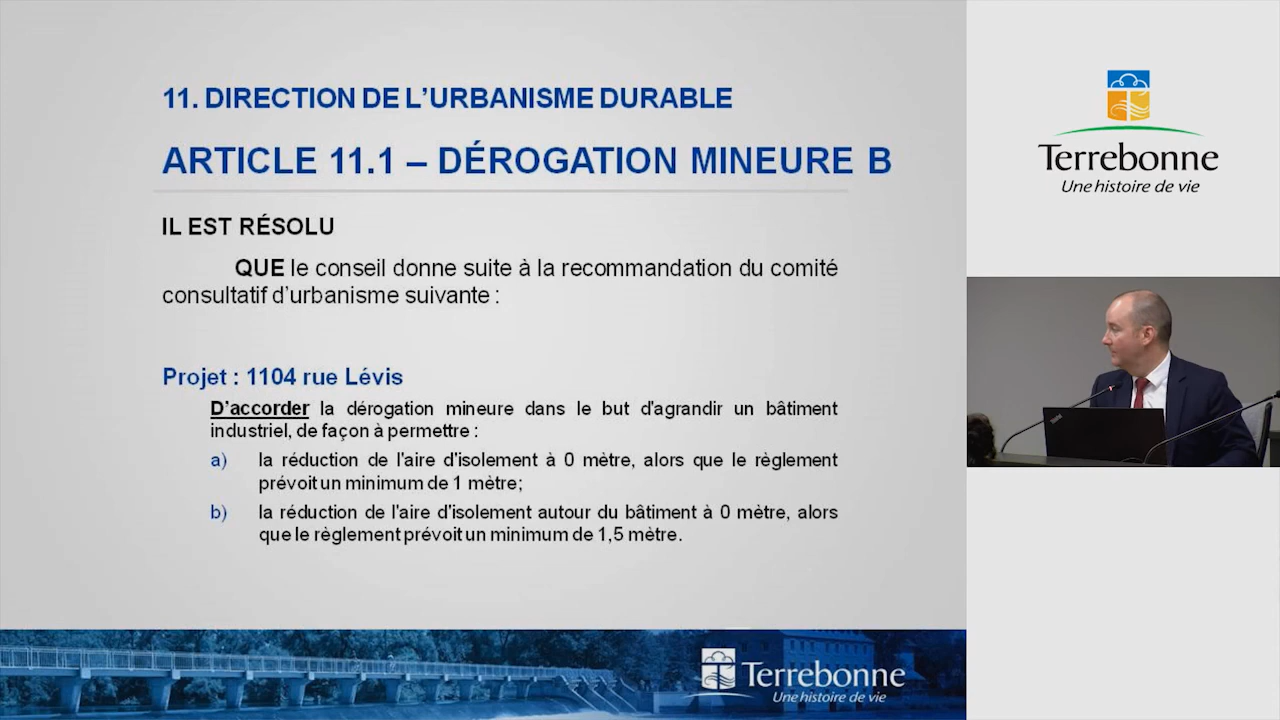 11. DIRECTION DE L'URBANISME DURABLE
ARTICLE 11.1 – DÉROGATION MINEURE B
IL EST RÉSOLU
QUE le conseil donne suite à la recommandation du comité
consultatif d'urbanisme suivante :
Projet : 1104 rue Lévis
D'accorder la dérogation mineure dans le but d'agrandir un bâtiment
industriel, de façon à permettre :
a) la réduction de l'aire d'isolement à 0 mètre, alors que le règlement
prévoit un minimum de 1 mètre;
b) la réduction de l'aire d'isolement autour du bâtiment à 0 mètre, alors
que le règlement prévoit un minimum de 1,5 mètre.
Terrebonne
Une histoire de vie
Terrebonne
Une histoire de vie